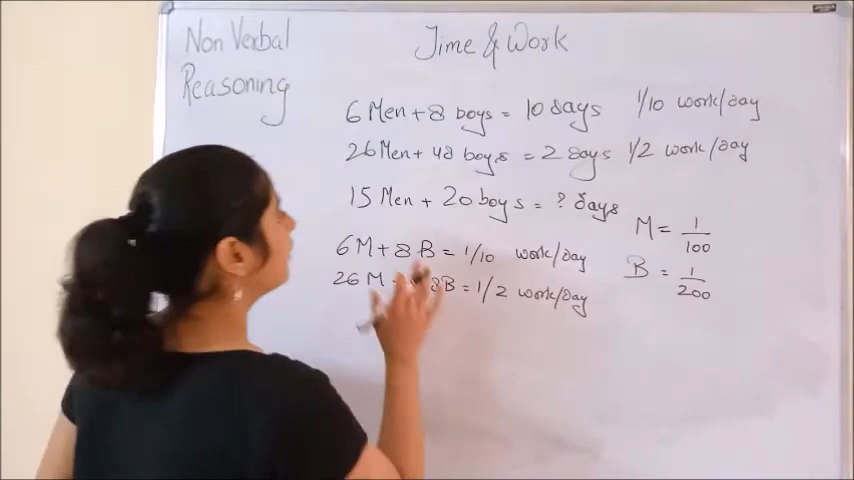 Non Verbal
Reasoning
Time & Work
6 Men + 8 boys = 10 days 1/10 work/day
26 Men + 48 boys = 2 days 1/2 work/day
15 Men + 20 boys = ? days
M = 1/100
B = 1/200
6M + 8B = 1/10 work/day
26 M 8B = 1/2 work/day